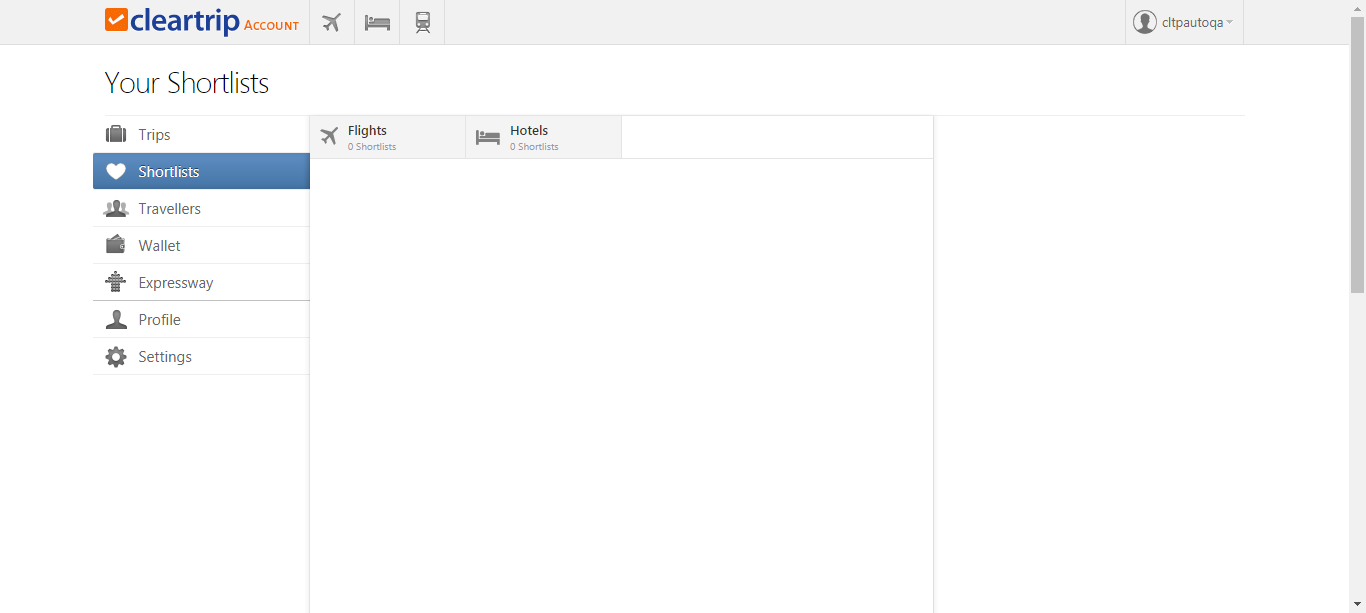 cleartrip ACCOUNT
cltpautoqa
Your Shortlists
Trips
Shortlists
Travellers
Wallet
Expressway
Profile
Settings
Flights
0 Shortlists
Hotels
0 Shortlists